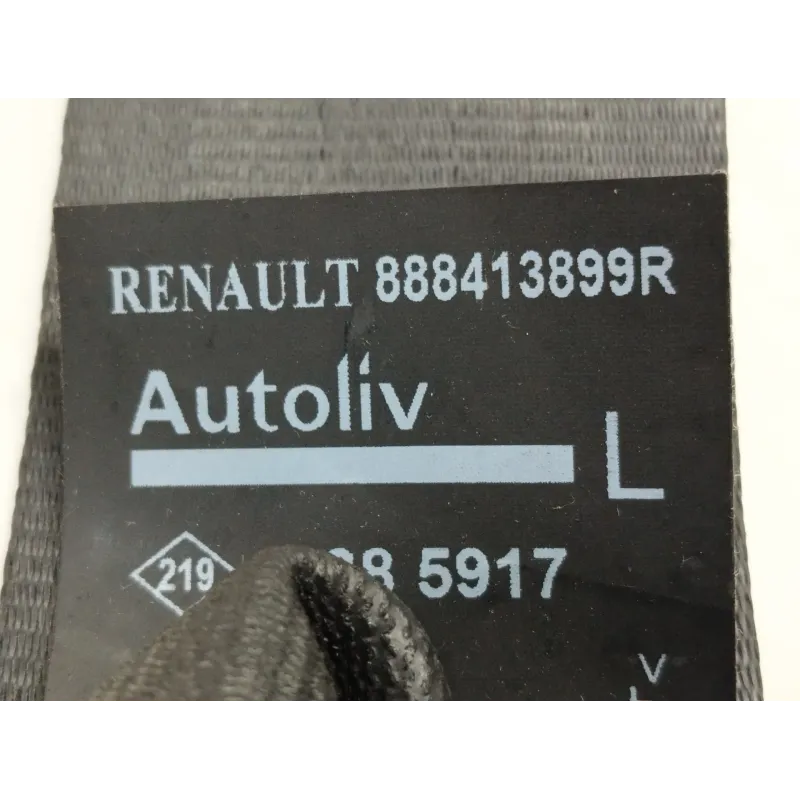 RENAULT 888413899R
Autoliv
L
219 5917
V